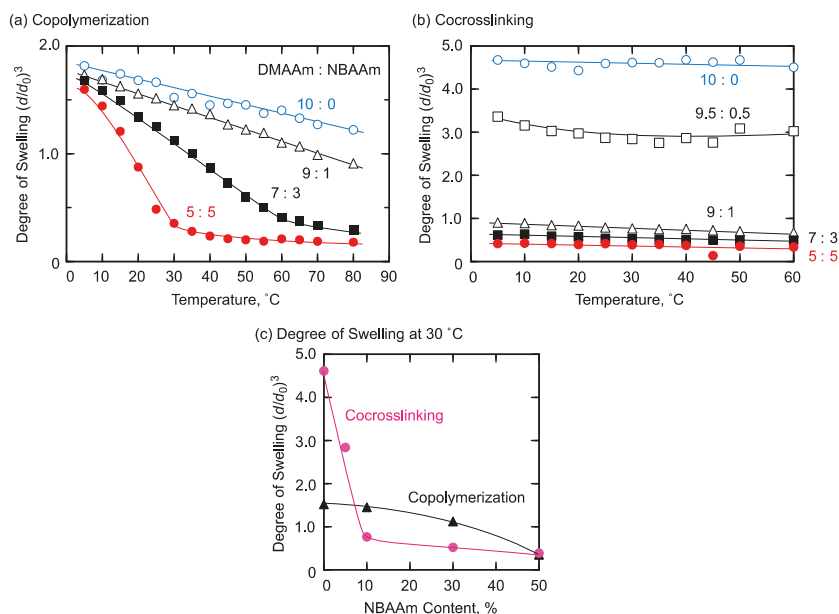 (a) Copolymerization
2.0
1.0
0
0 10 20 30 40 50 60 70 80 90
Degree of Swelling (d/d0)3
Temperature, ˚C
DMAAm : NBAAm
10 : 0
9 : 1
7 : 3
5 : 5
(b) Cocrosslinking
5.0
4.0
3.0
2.0
1.0
0
0 10 20 30 40 50 60
Degree of Swelling (d/d0)3
Temperature, ˚C
10 : 0
9.5 : 0.5
9 : 1
7 : 3
5 : 5
(c) Degree of Swelling at 30 ˚C
5.0
4.0
3.0
2.0
1.0
0
0 10 20 30 40 50
Degree of Swelling (d/d0)3
NBAAm Content, %
Cocrosslinking
Copolymerization